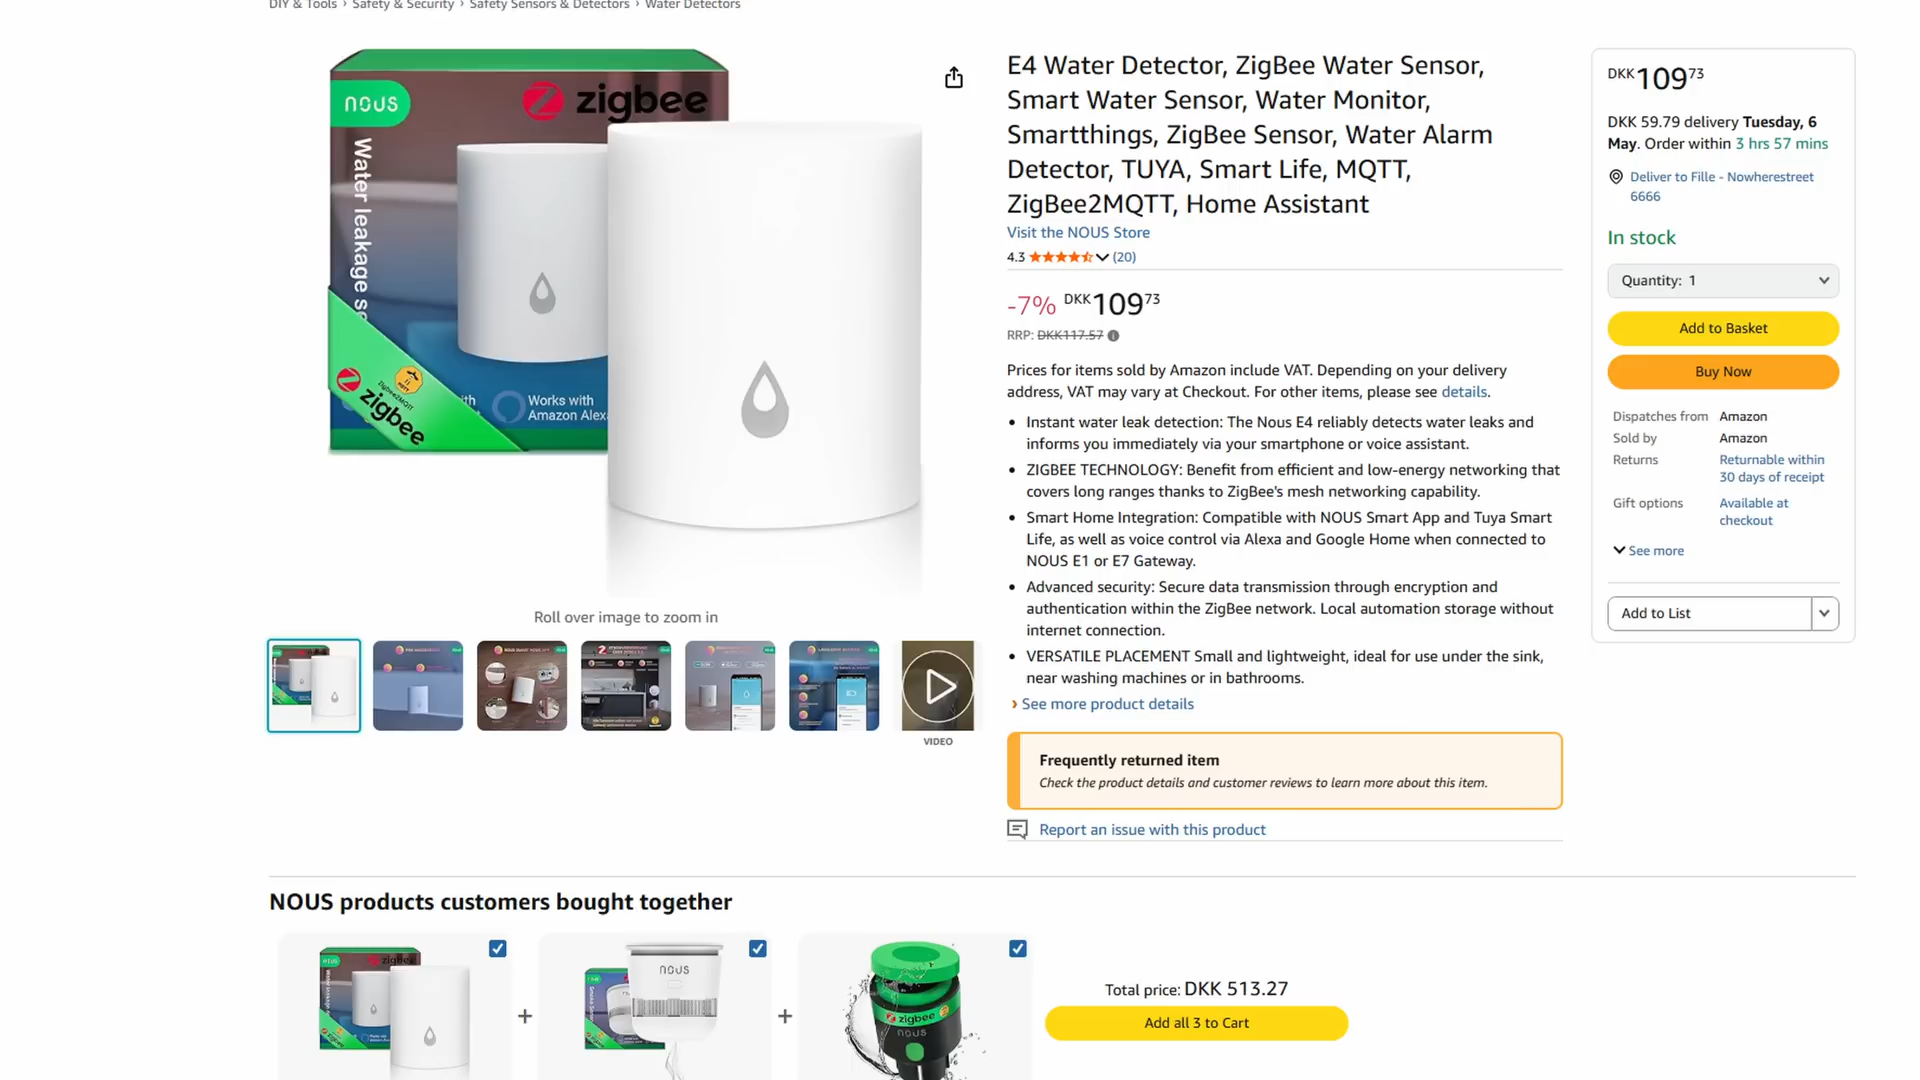 DIY & Tools › Safety & Security › Safety Sensors & Detectors › Water Detectors
nous
zigbee
Water leakage s
Zigbee2MQTT
zigbee
Works with
Amazon Alex
Roll over image to zoom in
VIDEO
E4 Water Detector, ZigBee Water Sensor,
Smart Water Sensor, Water Monitor,
Smartthings, ZigBee Sensor, Water Alarm
Detector, TUYA, Smart Life, MQTT,
ZigBee2MQTT, Home Assistant
Visit the NOUS Store
4.3 (20)
-7% DKK10973
RRP: DKK117.57
Prices for items sold by Amazon include VAT. Depending on your delivery
address, VAT may vary at Checkout. For other items, please see details.
• Instant water leak detection: The Nous E4 reliably detects water leaks and
informs you immediately via your smartphone or voice assistant.
• ZIGBEE TECHNOLOGY: Benefit from efficient and low-energy networking that
covers long ranges thanks to ZigBee's mesh networking capability.
• Smart Home Integration: Compatible with NOUS Smart App and Tuya Smart
Life, as well as voice control via Alexa and Google Home when connected to
NOUS E1 or E7 Gateway.
• Advanced security: Secure data transmission through encryption and
authentication within the ZigBee network. Local automation storage without
internet connection.
• VERSATILE PLACEMENT Small and lightweight, ideal for use under the sink,
near washing machines or in bathrooms.
› See more product details
Frequently returned item
Check the product details and customer reviews to learn more about this item.
Report an issue with this product
DKK10973
DKK 59.79 delivery Tuesday, 6
May. Order within 3 hrs 57 mins
Deliver to Fille - Nowherestreet
6666
In stock
Quantity: 1
Add to Basket
Buy Now
Dispatches from Amazon
Sold by Amazon
Returns Returnable within
30 days of receipt
Gift options Available at
checkout
See more
Add to List
NOUS products customers bought together
zigbee
nous
+
nous
+
zigbee
nous
Total price: DKK 513.27
Add all 3 to Cart